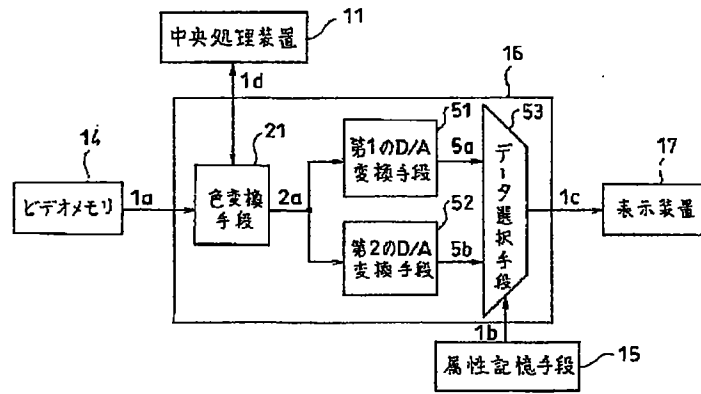 中央処理装置
11
16
1d
51
53
14
21
第1のD/A
変換手段
5a
17
ビデオメモリ
1a
色変換
手段
2a
データ選択手段
1c
表示装置
52
第2のD/A
変換手段
5b
1b
属性記憶手段
15